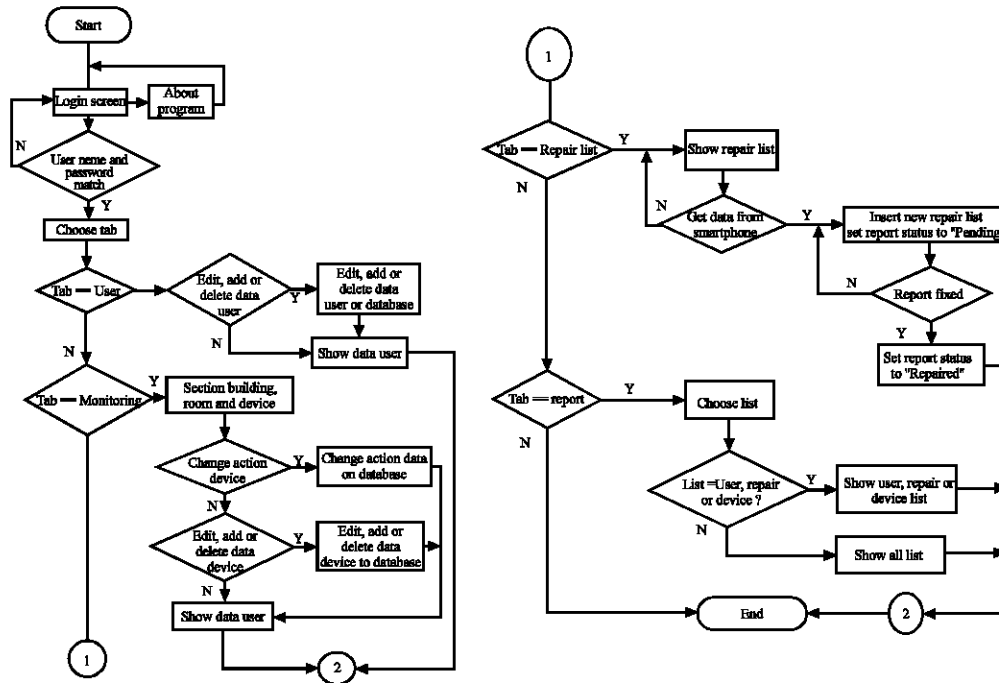 Start
Login screen
About
program
N
User neme and
password
match
Y
Choose tab
Tab = User
Edit, add or
delete data
user
Y
Edit, add or
delete data
user or database
N
N
Show data user
Tab = Monitoring
Y
Section building,
room and device
Change action
device
Y
Change action data
on database
N
Edit, add or
delete data
device
Y
Edit, add or
delete data
device to database
N
Show data user
1
2
1
Tab = Repair list
Y
Show repair list
N
N
Get data from
smartphone
Y
Insert new repair list
set report status to "Pending
N
Report fixed
Y
Set report status
to "Repaired"
Tab == report
Y
Choose list
N
List =User, repair
or device ?
Y
Show user, repair or
device list
N
Show all list
End
2